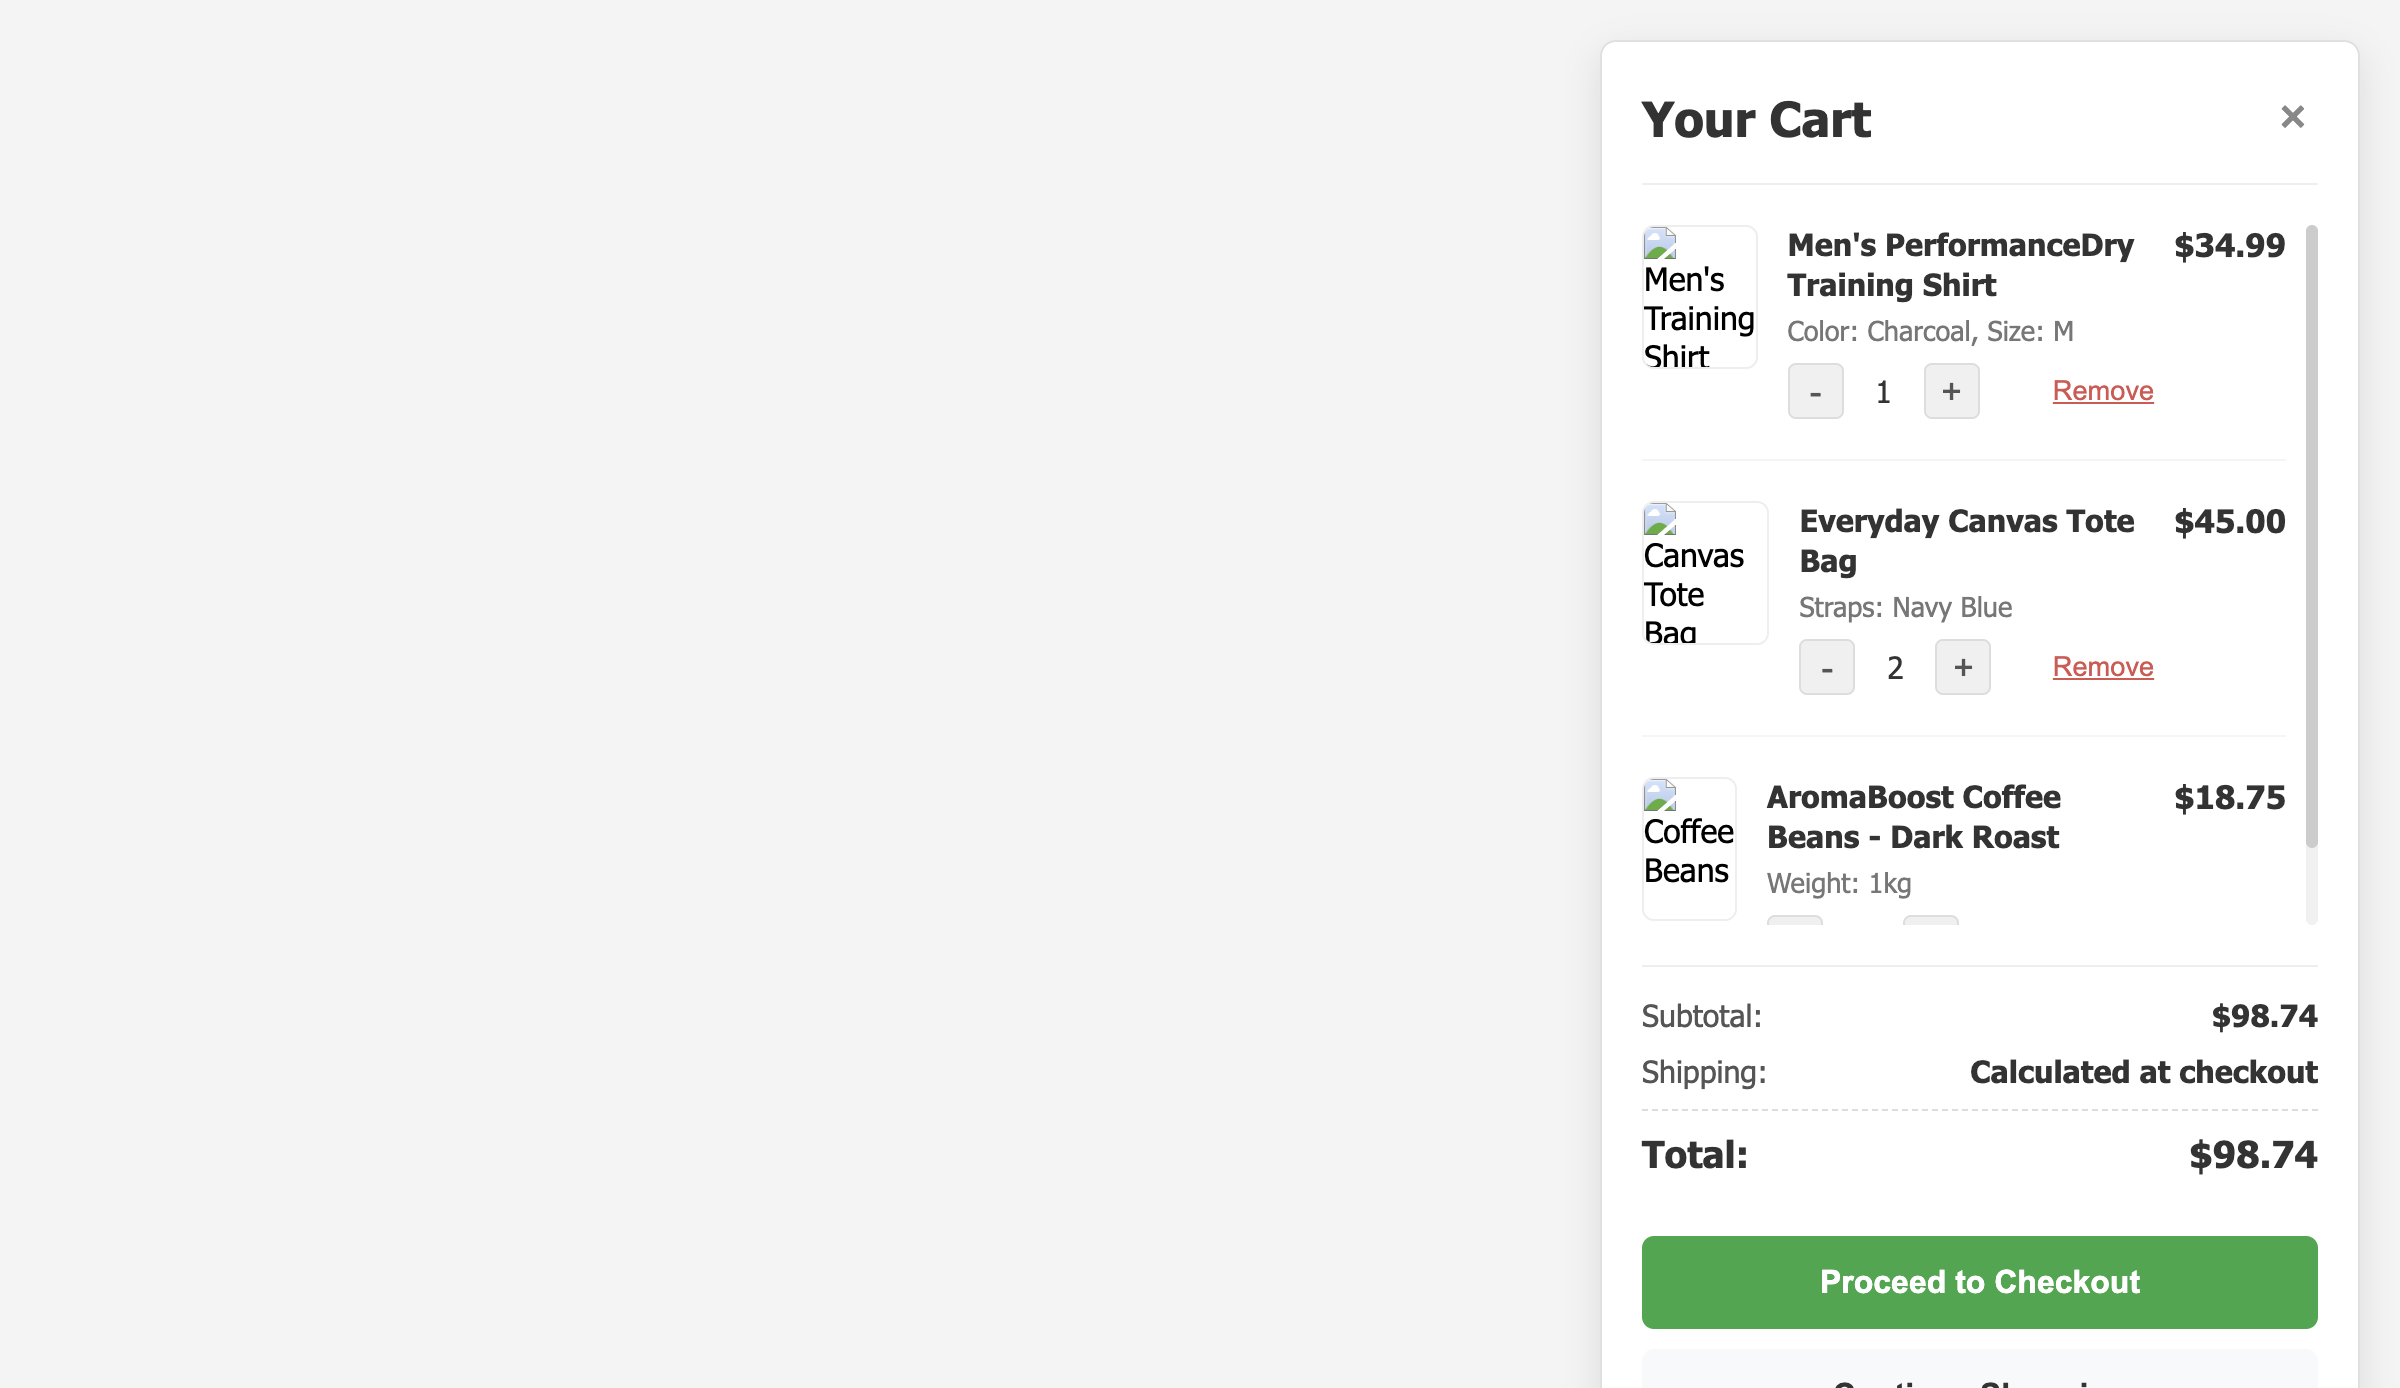 Your Cart ×
Men's Training Shirt
Men's PerformanceDry Training Shirt
$34.99
Color: Charcoal, Size: M
- 1 + Remove
Canvas Tote Bag
Everyday Canvas Tote Bag
$45.00
Straps: Navy Blue
- 2 + Remove
Coffee Beans
AromaBoost Coffee Beans - Dark Roast
$18.75
Weight: 1kg
Subtotal: $98.74
Shipping: Calculated at checkout
Total: $98.74
Proceed to Checkout